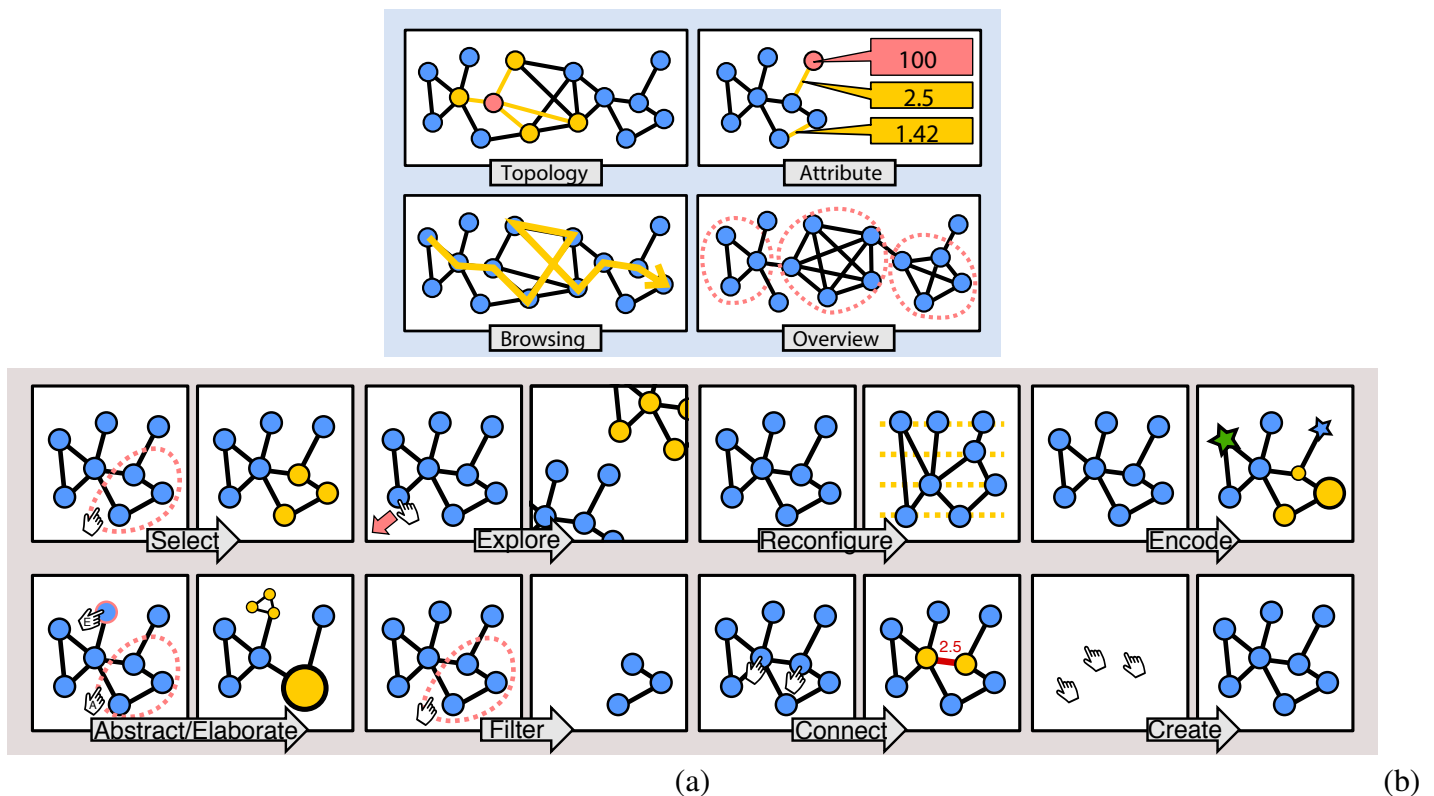 100
2.5
1.42
Topology
Attribute
Browsing
Overview
Select
Explore
Reconfigure
Encode
E
A
2.5
Abstract/Elaborate
Filter
Connect
Create
(a)
(b)